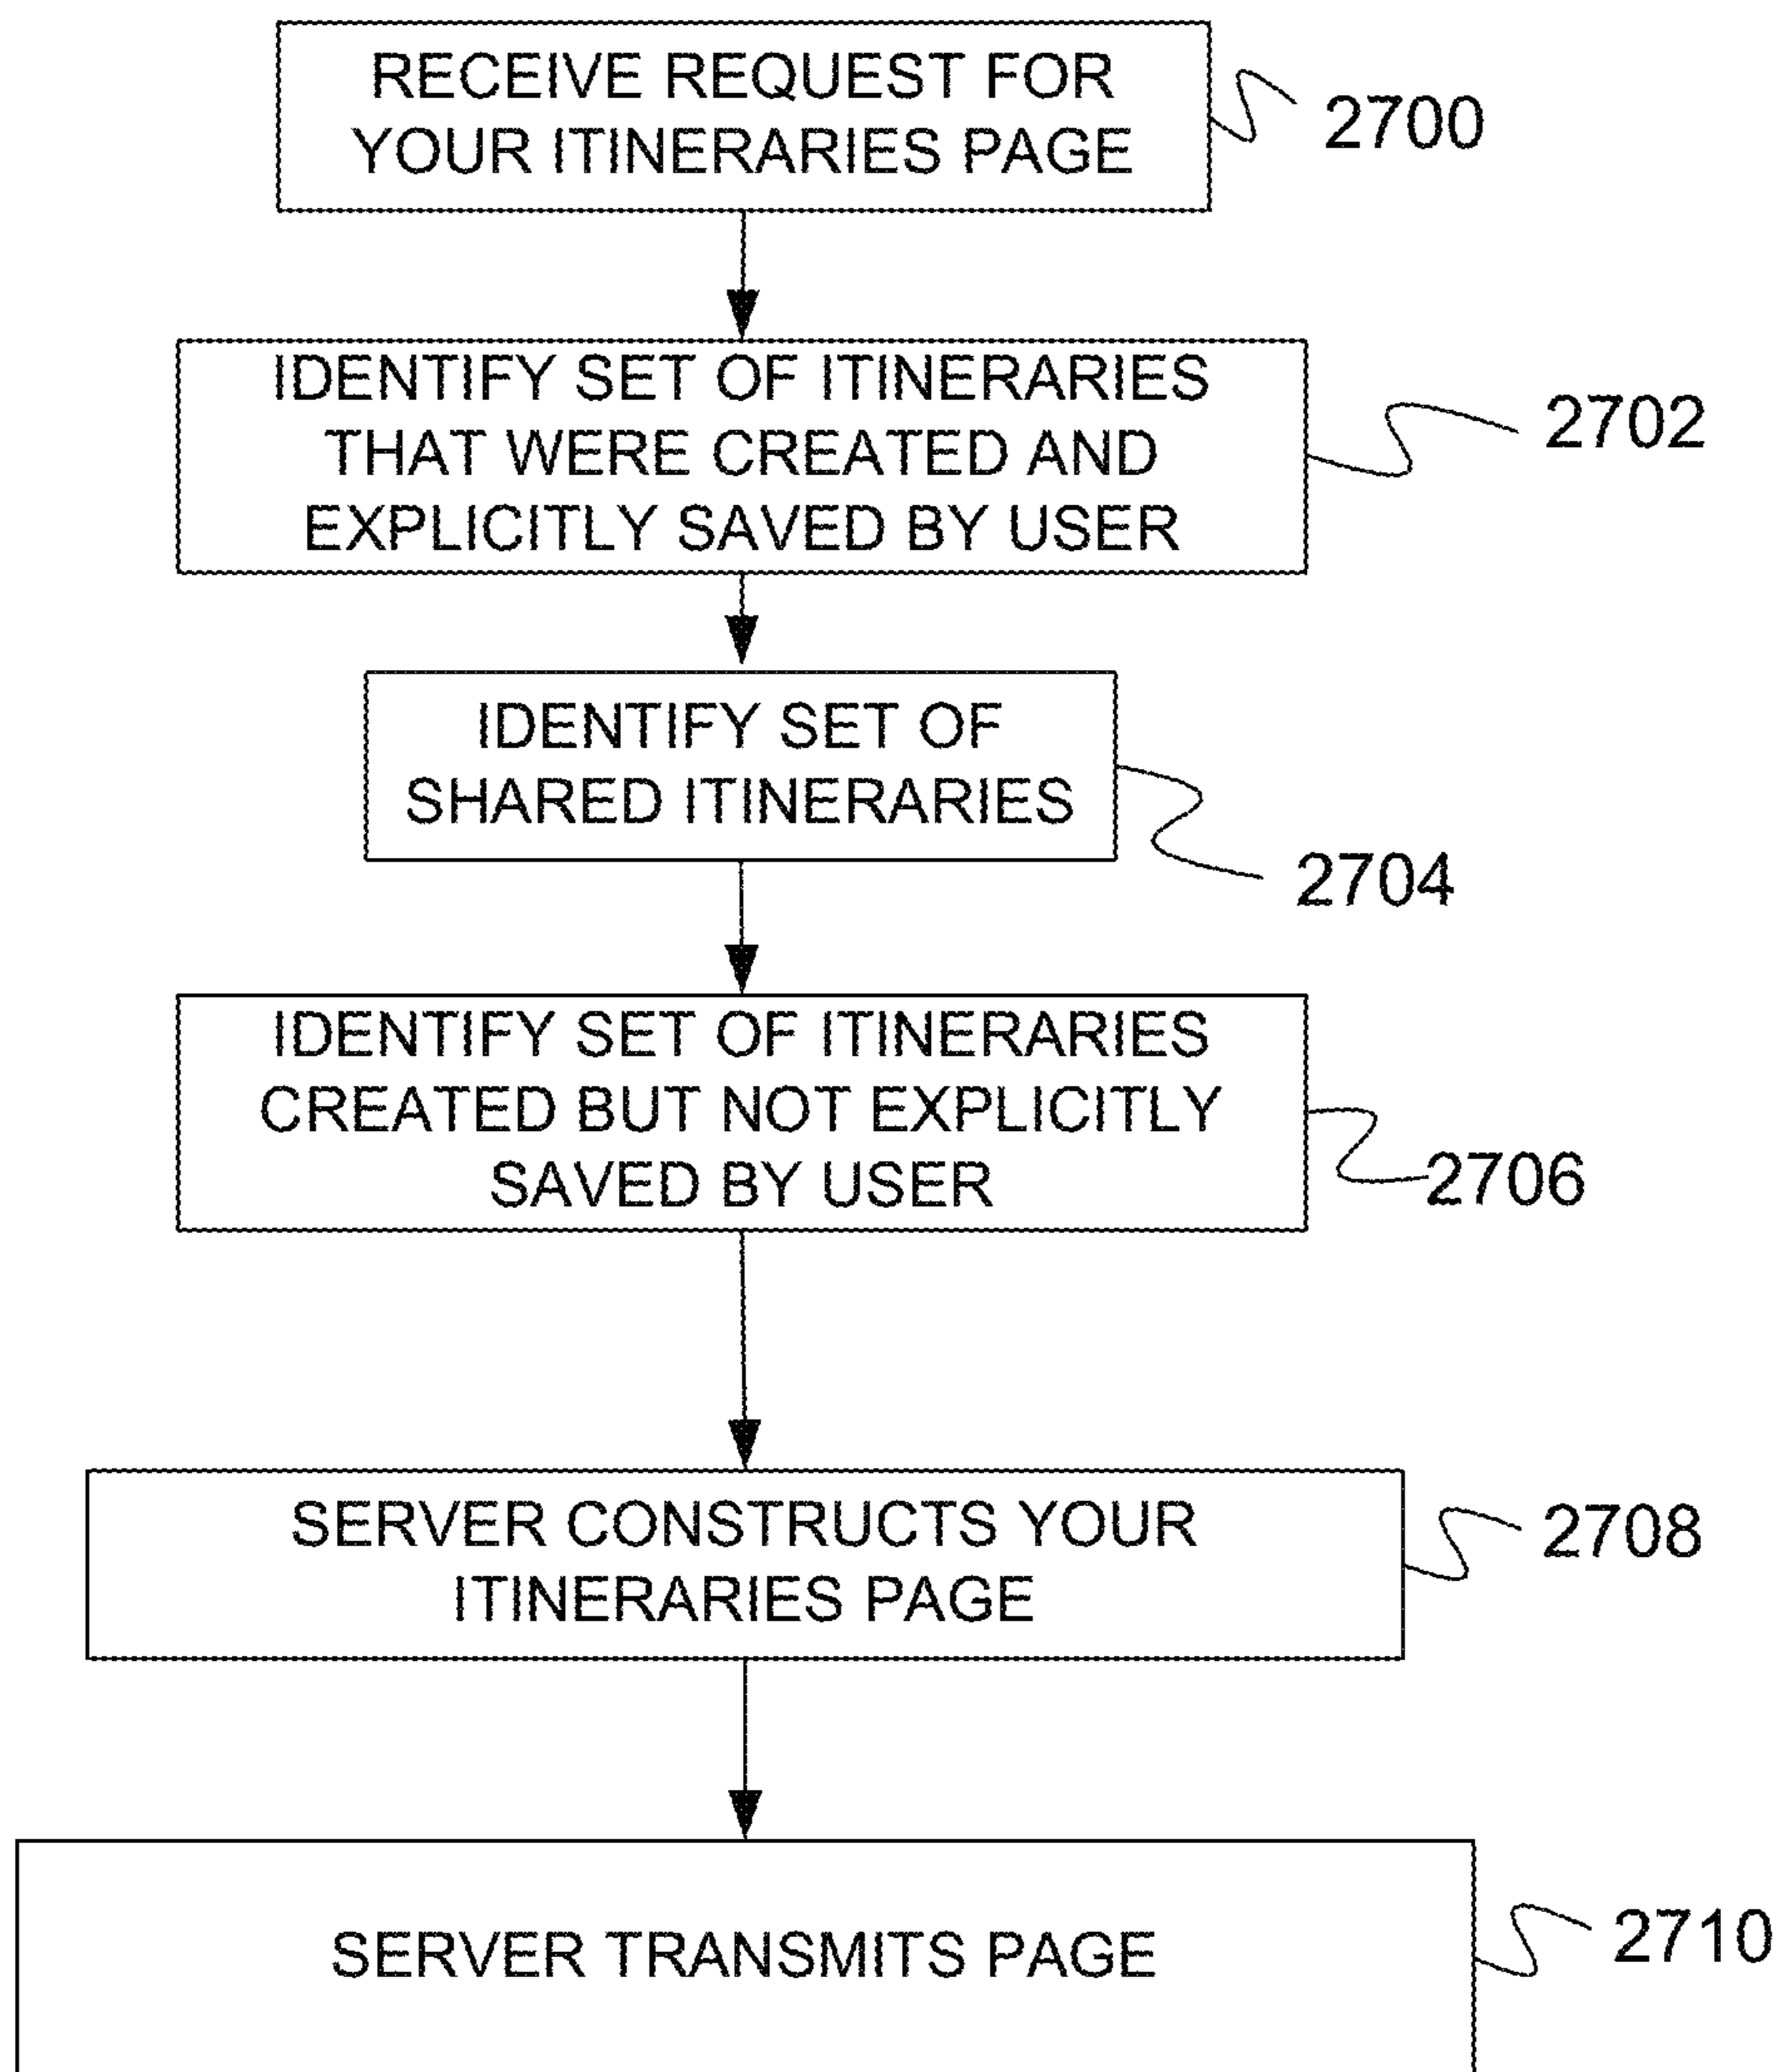 RECEIVE REQUEST FOR
YOUR ITINERARIES PAGE
2700
IDENTIFY SET OF ITINERARIES
THAT WERE CREATED AND
EXPLICITLY SAVED BY USER
2702
IDENTIFY SET OF
SHARED ITINERARIES
2704
IDENTIFY SET OF ITINERARIES
CREATED BUT NOT EXPLICITLY
SAVED BY USER
2706
SERVER CONSTRUCTS YOUR
ITINERARIES PAGE
2708
SERVER TRANSMITS PAGE
2710